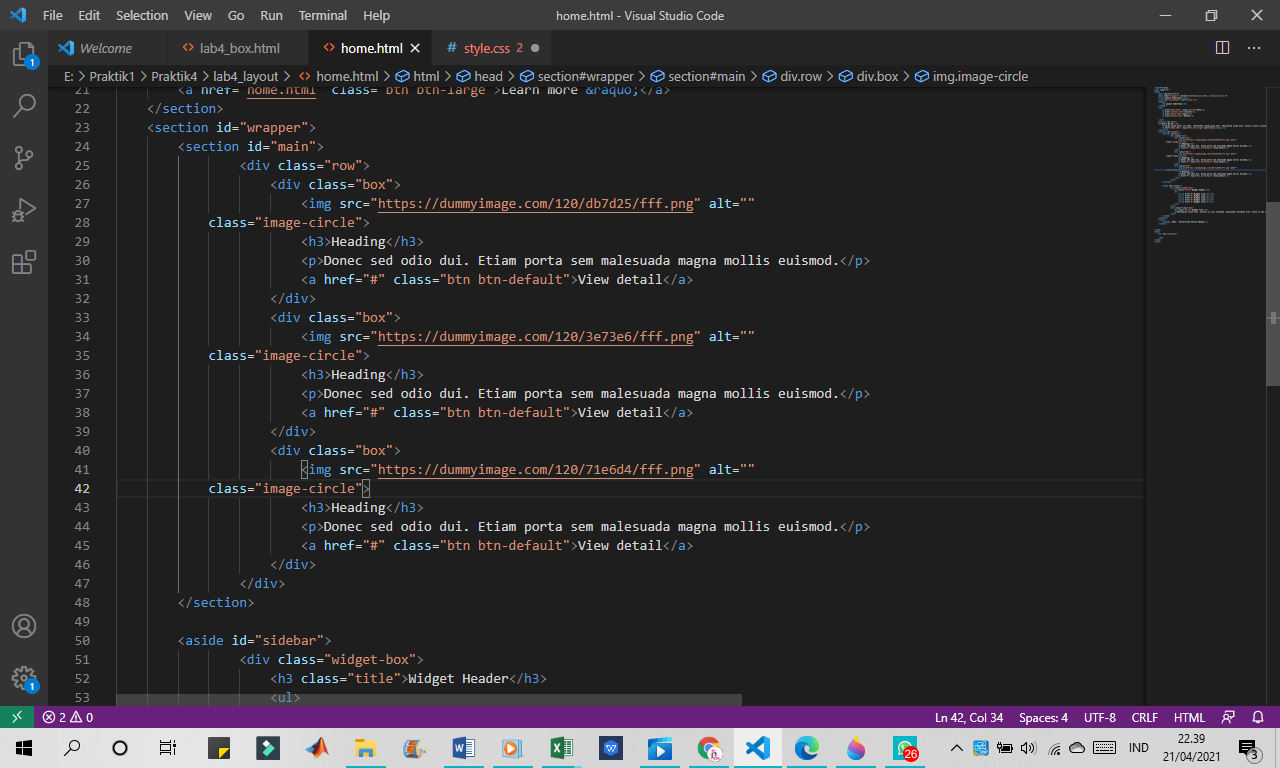 File Edit Selection View Go Run Terminal Help home.html - Visual Studio Code
Welcome lab4_box.html home.html style.css 2
E: > Praktik1 > Praktik4 > lab4_layout > home.html > html > head > section#wrapper > section#main > div.row > div.box > img.image-circle
21 <a href="home.html" class="btn btn-large">Learn more &raquo;</a>
22 </section>
23 <section id="wrapper">
24 <section id="main">
25 <div class="row">
26 <div class="box">
27 <img src="https://dummyimage.com/120/db7d25/fff.png" alt=""
28 class="image-circle">
29 <h3>Heading</h3>
30 <p>Donec sed odio dui. Etiam porta sem malesuada magna mollis euismod.</p>
31 <a href="#" class="btn btn-default">View detail</a>
32 </div>
33 <div class="box">
34 <img src="https://dummyimage.com/120/3e73e6/fff.png" alt=""
35 class="image-circle">
36 <h3>Heading</h3>
37 <p>Donec sed odio dui. Etiam porta sem malesuada magna mollis euismod.</p>
38 <a href="#" class="btn btn-default">View detail</a>
39 </div>
40 <div class="box">
41 <img src="https://dummyimage.com/120/71e6d4/fff.png" alt=""
42 class="image-circle">
43 <h3>Heading</h3>
44 <p>Donec sed odio dui. Etiam porta sem malesuada magna mollis euismod.</p>
45 <a href="#" class="btn btn-default">View detail</a>
46 </div>
47 </div>
48 </section>
49
50 <aside id="sidebar">
51 <div class="widget-box">
52 <h3 class="title">Widget Header</h3>
53 <ul>
1
1
2 0 Ln 42, Col 34 Spaces: 4 UTF-8 CRLF HTML
26 IND 22.39
21/04/2021 3